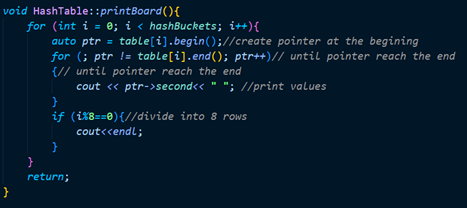 void HashTable::printBoard(){
    for (int i = 0; i < hashBuckets; i++){
        auto ptr = table[i].begin();//create pointer at the begining
        for (; ptr != table[i].end(); ptr++)// until pointer reach the end
        {// until pointer reach the end
            cout << ptr->second<< " "; //print values
        }
        if (i%8==0){//divide into 8 rows
            cout<<endl;
        }
    }
    return;
}